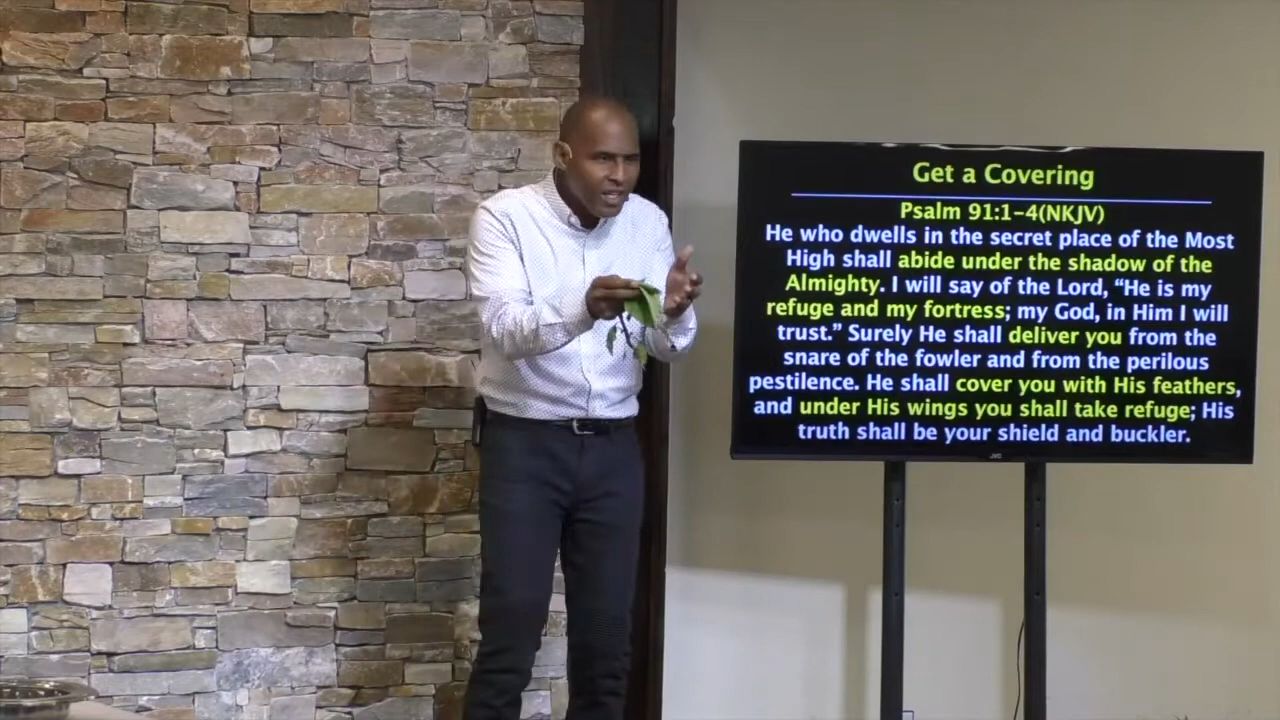 Get a Covering
Psalm 91:1-4(NKJV)
He who dwells in the secret place of the Most
High shall abide under the shadow of the
Almighty. I will say of the Lord, “He is my
refuge and my fortress; my God, in Him I will
trust.” Surely He shall deliver you from the
snare of the fowler and from the perilous
pestilence. He shall cover you with His feathers,
and under His wings you shall take refuge; His
truth shall be your shield and buckler.
JVC